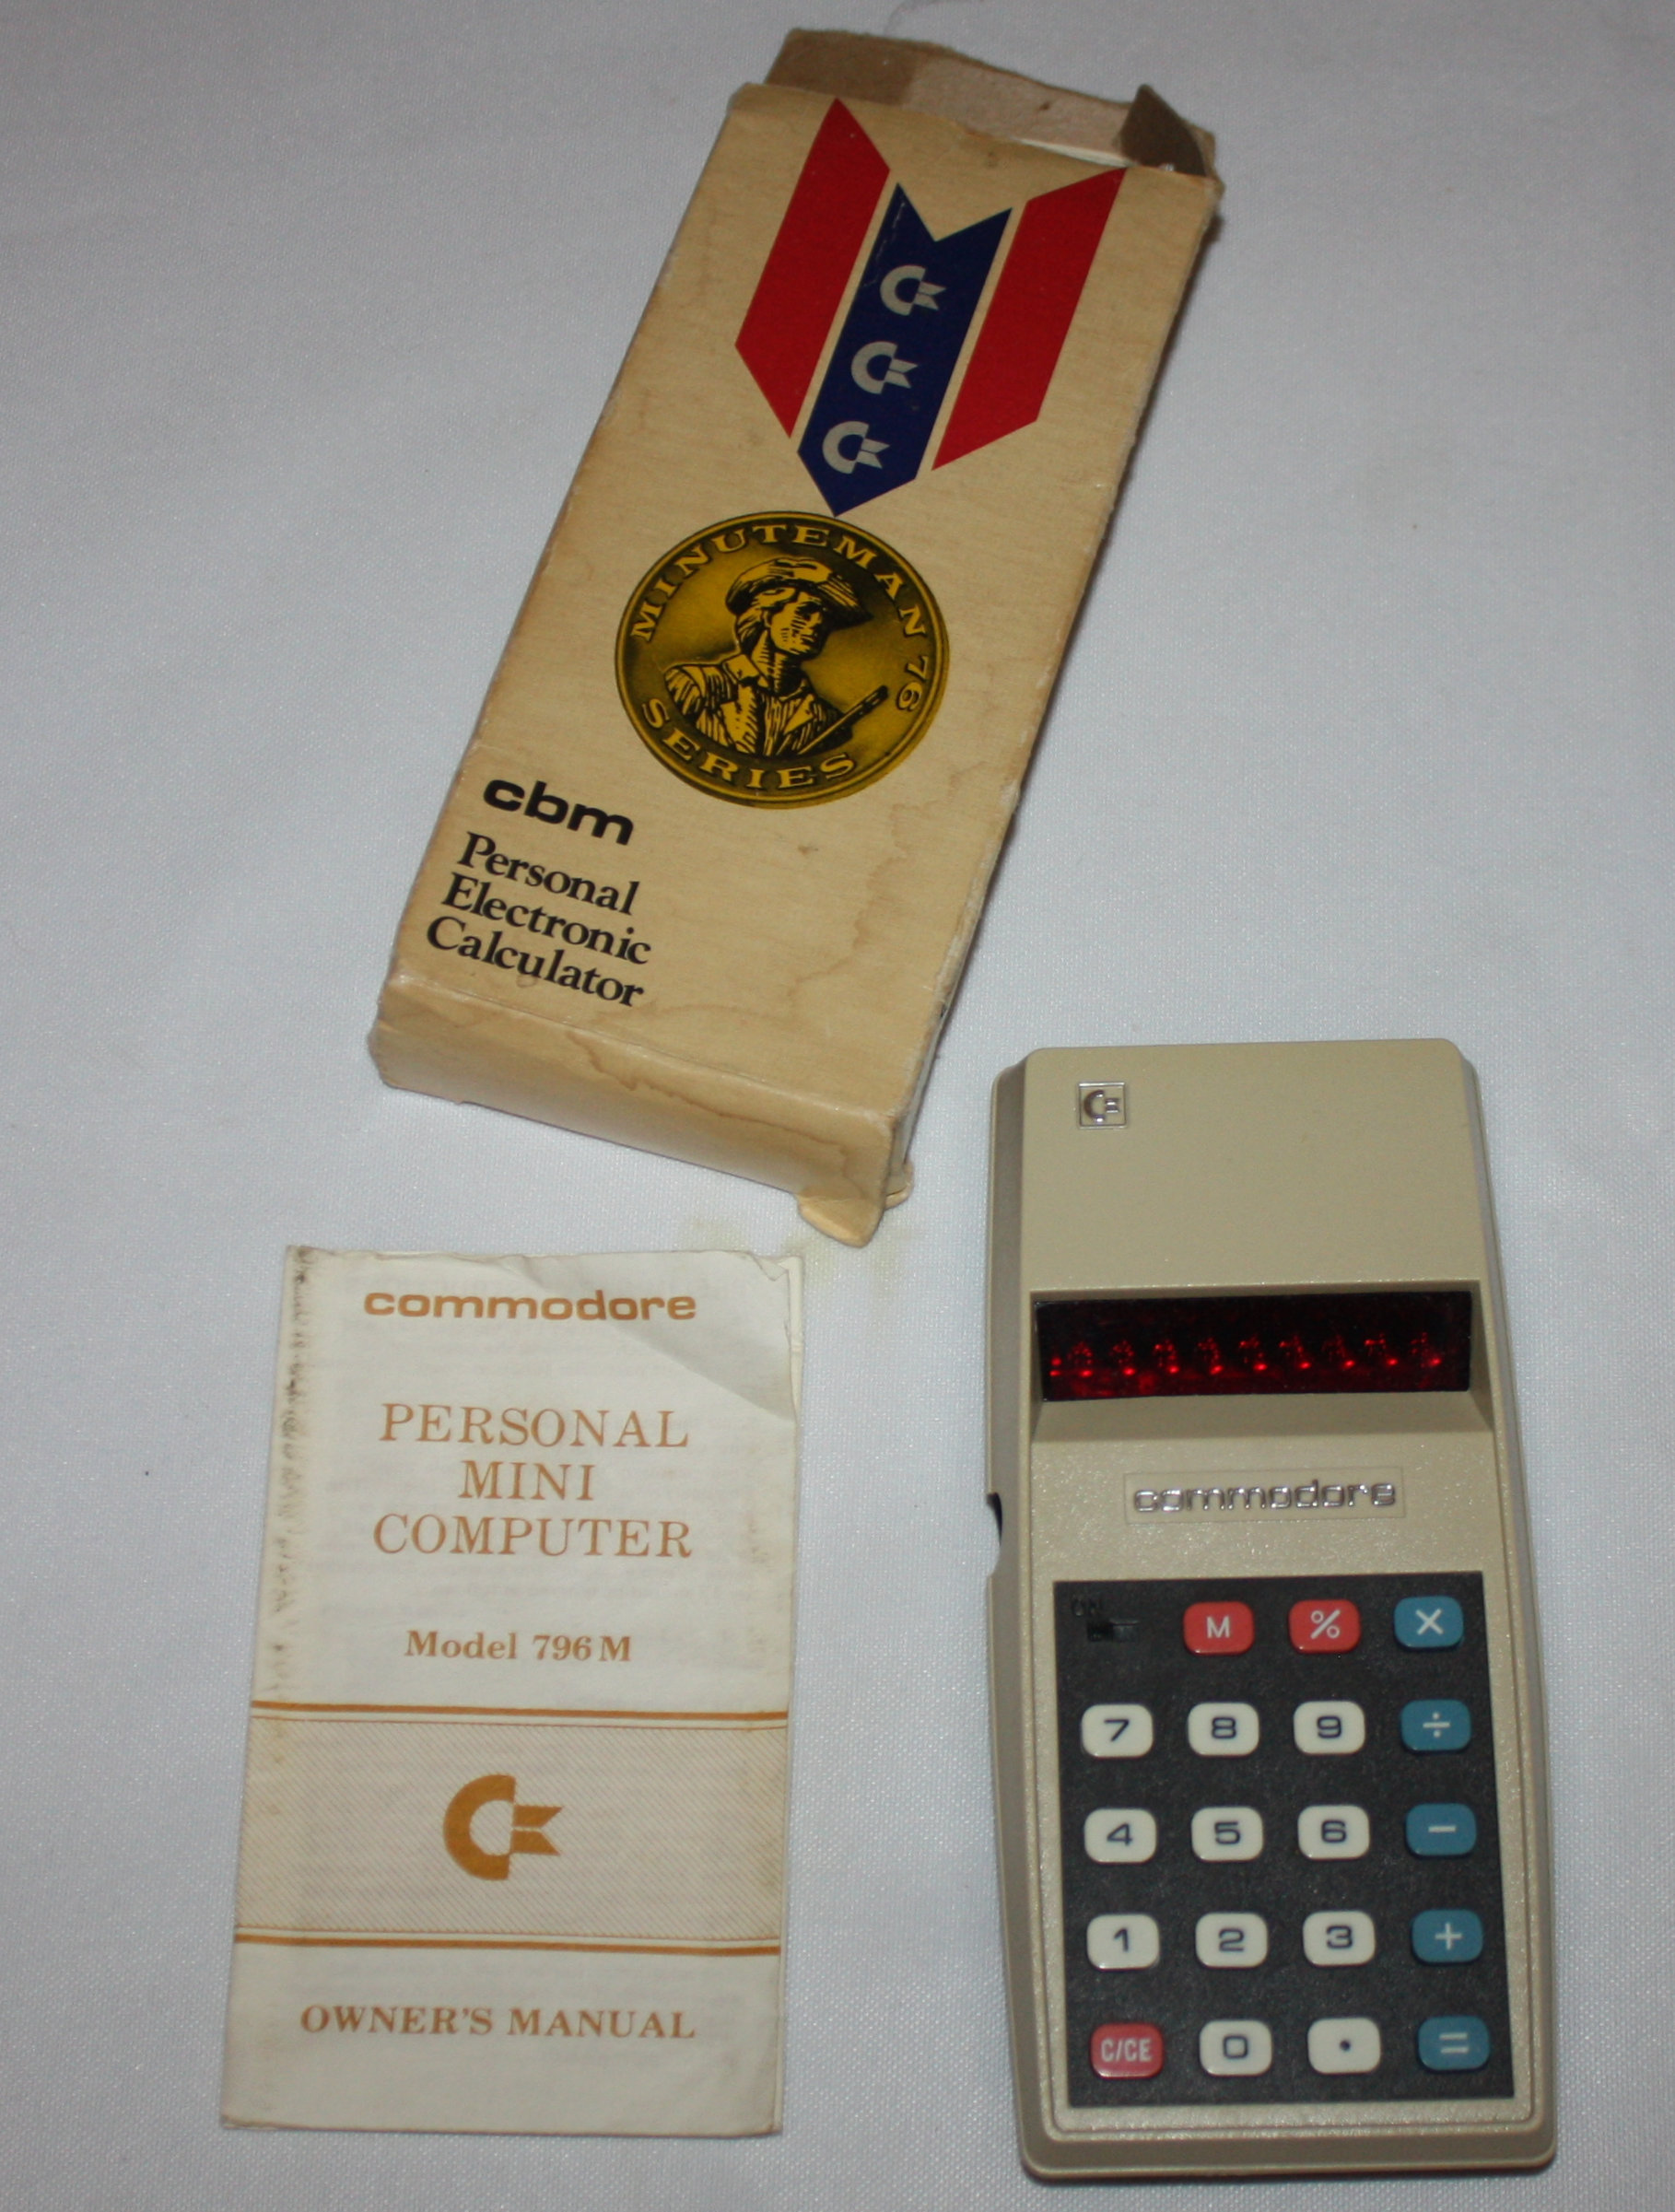 MINUTEMAN 76
SERIES
cbm
Personal
Electronic
Calculator
commodore
PERSONAL
MINI
COMPUTER
Model 796M
OWNER'S MANUAL
commodore
ON
M % ×
7 8 9 ÷
4 5 6 −
1 2 3 +
C/CE 0 . =